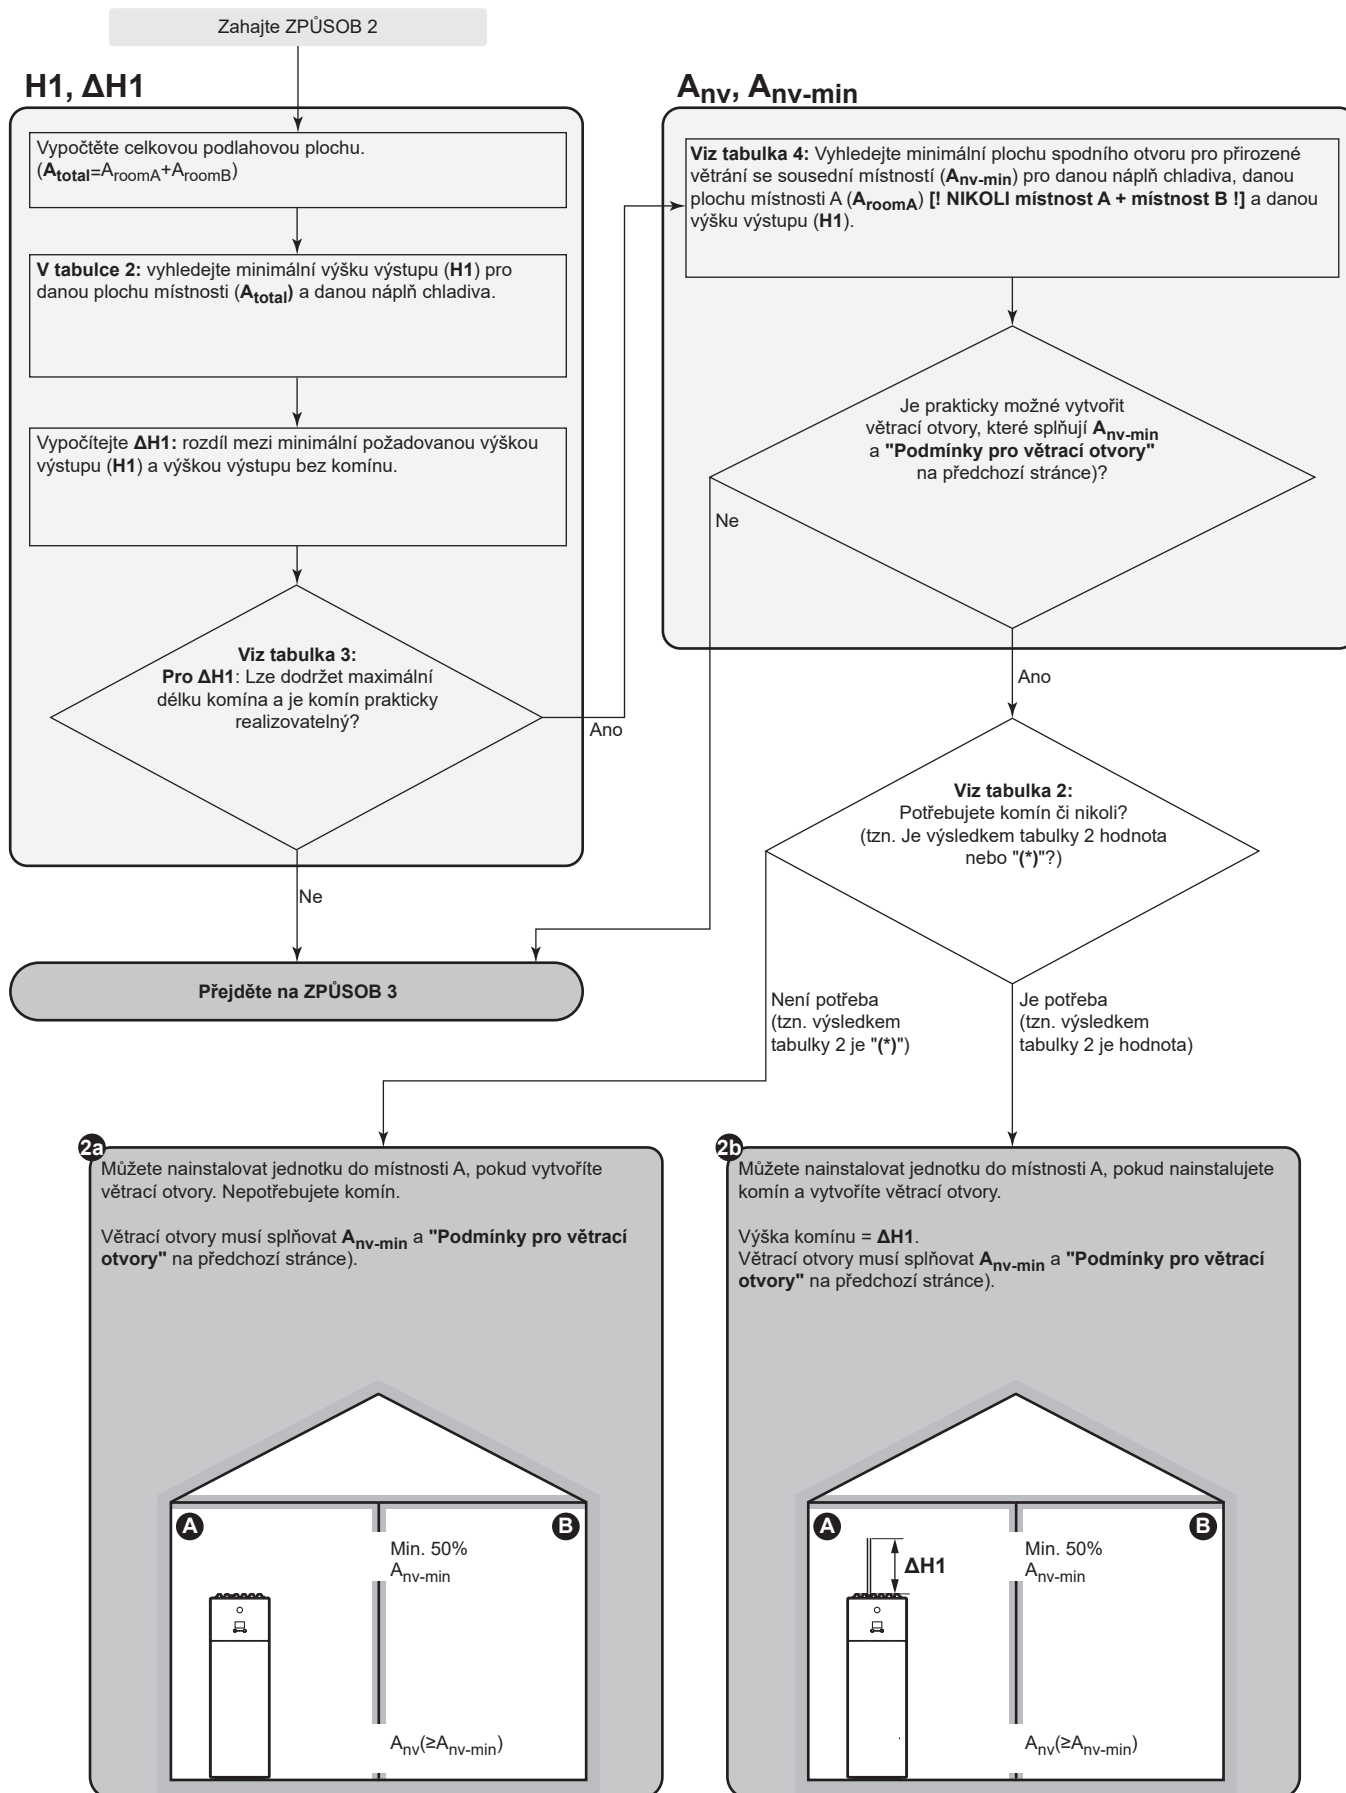 Zahajte ZPŮSOB 2
H1, ΔH1
Vypočtěte celkovou podlahovou plochu.
(Atotal=AroomA+AroomB)
V tabulce 2: vyhledejte minimální výšku výstupu (H1) pro
danou plochu místnosti (Atotal) a danou náplň chladiva.
Vypočítejte ΔH1: rozdíl mezi minimální požadovanou výškou
výstupu (H1) a výškou výstupu bez komínu.
Viz tabulka 3:
Pro ΔH1: Lze dodržet maximální
délku komína a je komín prakticky
realizovatelný?
Ano
Ne
Anv, Anv-min
Viz tabulka 4: Vyhledejte minimální plochu spodního otvoru pro přirozené
větrání se sousední místností (Anv-min) pro danou náplň chladiva, danou
plochu místnosti A (AroomA) [! NIKOLI místnost A + místnost B !] a danou
výšku výstupu (H1).
Je prakticky možné vytvořit
větrací otvory, které splňují Anv-min
a "Podmínky pro větrací otvory"
na předchozí stránce)?
Ne
Ano
Viz tabulka 2:
Potřebujete komín či nikoli?
(tzn. Je výsledkem tabulky 2 hodnota
nebo "(*)"?)
Přejděte na ZPŮSOB 3
Není potřeba
(tzn. výsledkem
tabulky 2 je "(*)")
Je potřeba
(tzn. výsledkem
tabulky 2 je hodnota)
2a
Můžete nainstalovat jednotku do místnosti A, pokud vytvoříte
větrací otvory. Nepotřebujete komín.
Větrací otvory musí splňovat Anv-min a "Podmínky pro větrací
otvory" na předchozí stránce).
A
B
Min. 50%
Anv-min
Anv(≥Anv-min)
2b
Můžete nainstalovat jednotku do místnosti A, pokud nainstalujete
komín a vytvoříte větrací otvory.
Výška komínu = ΔH1.
Větrací otvory musí splňovat Anv-min a "Podmínky pro větrací
otvory" na předchozí stránce).
A
B
ΔH1
Min. 50%
Anv-min
Anv(≥Anv-min)